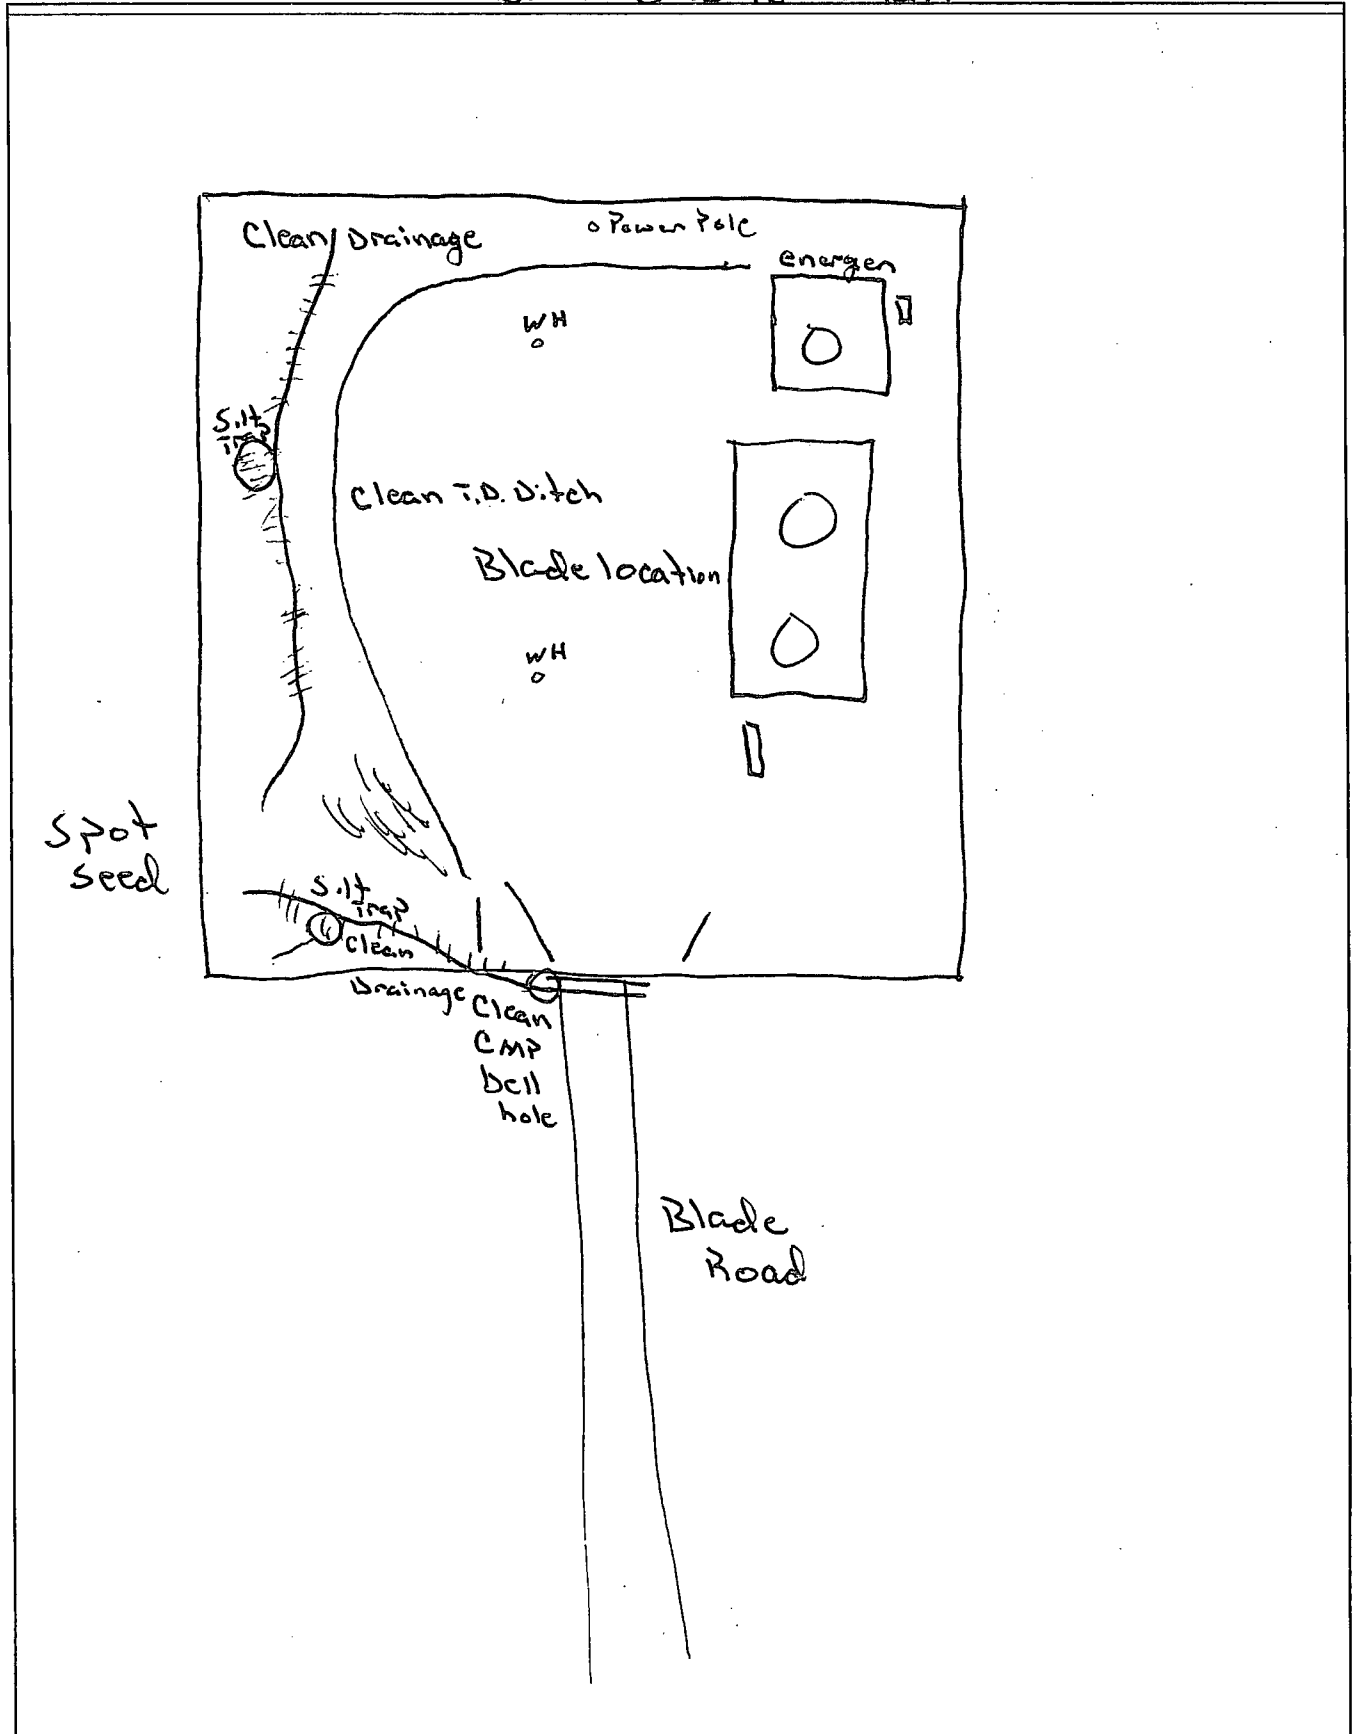 Clean Drainage
Power Pole
energen
WH
Silt
Trap
Clean T.D. Ditch
Blade location
WH
Spot
seed
Silt
Trap
Clean
Drainage
Clean
CMP
bell
hole
Blade
Road